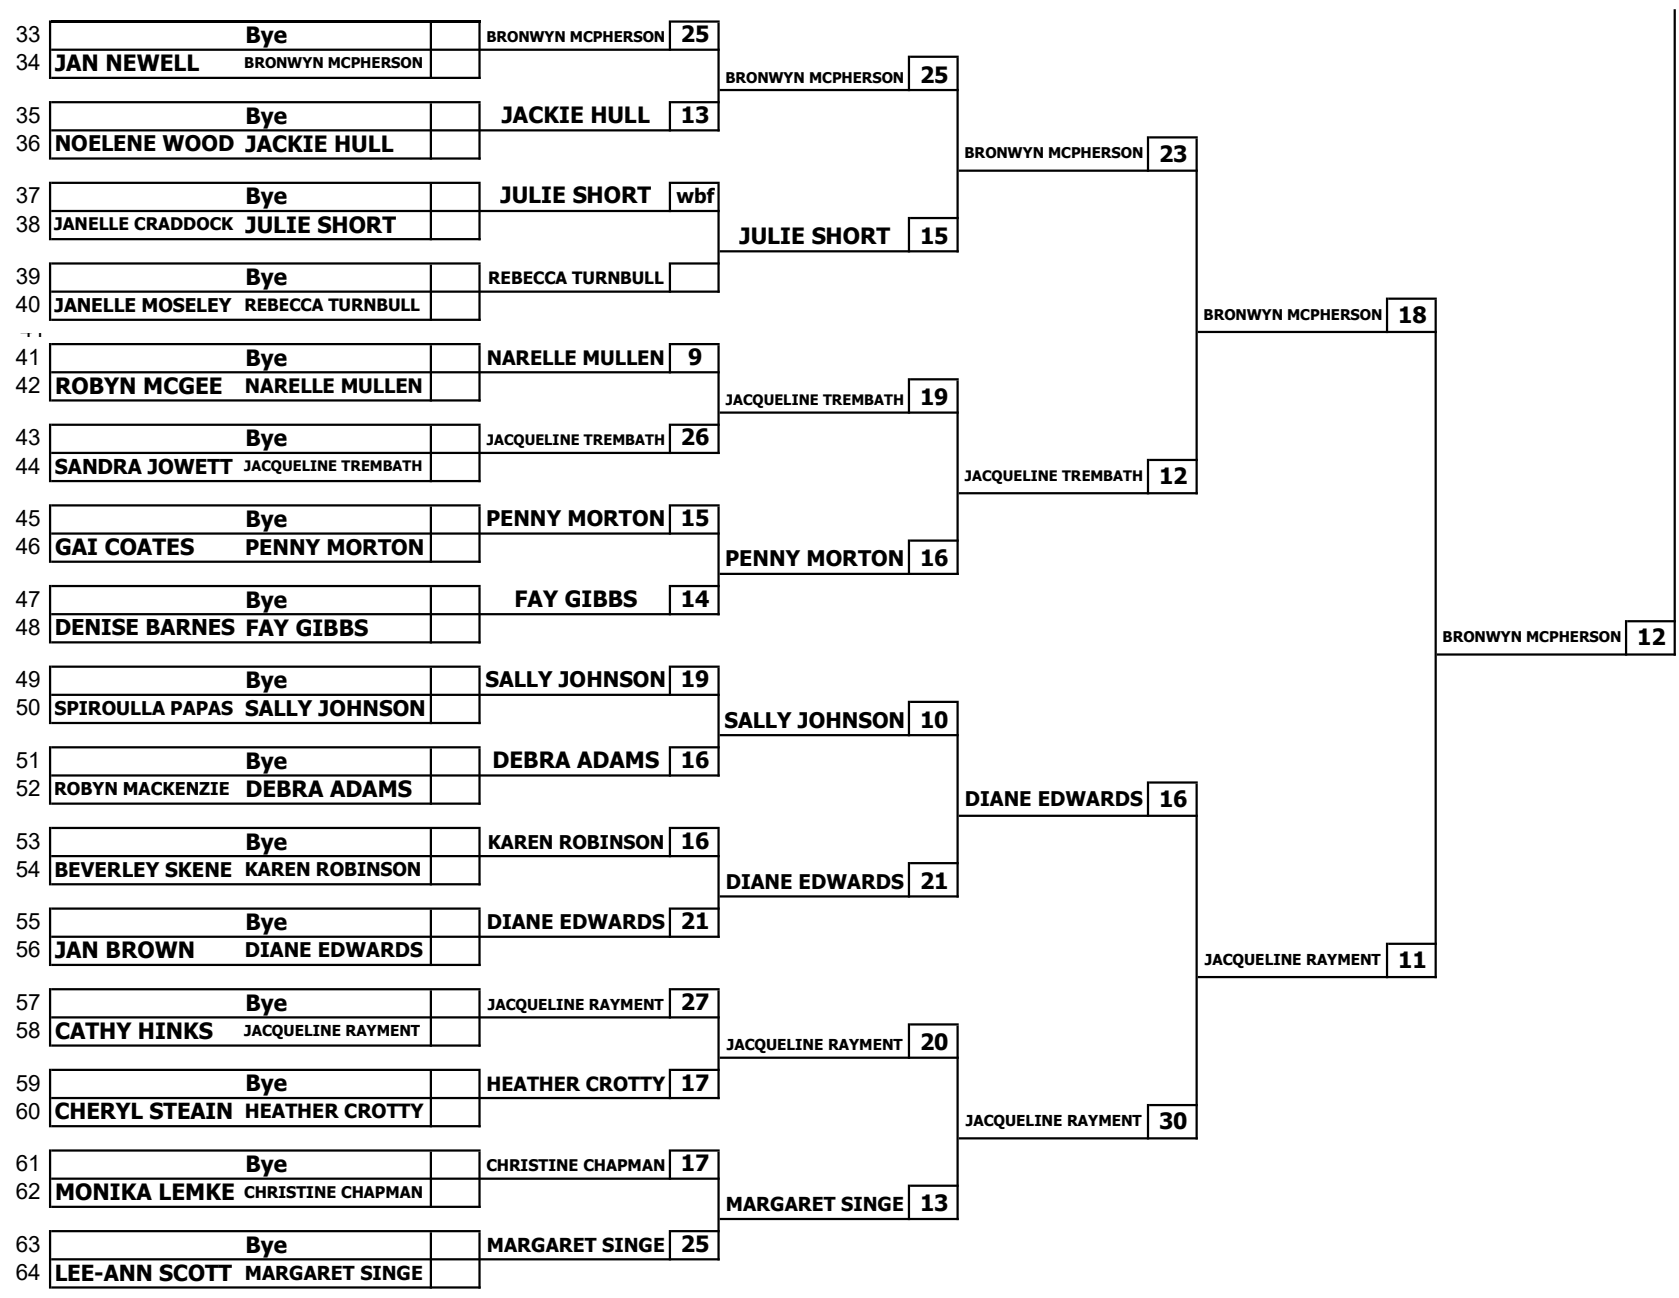 33 Bye BRONWYN MCPHERSON 25
34 JAN NEWELL BRONWYN MCPHERSON
BRONWYN MCPHERSON 25
35 Bye JACKIE HULL 13
36 NOELENE WOOD JACKIE HULL
BRONWYN MCPHERSON 23
37 Bye JULIE SHORT wbf
38 JANELLE CRADDOCK JULIE SHORT
JULIE SHORT 15
39 Bye REBECCA TURNBULL
40 JANELLE MOSELEY REBECCA TURNBULL
BRONWYN MCPHERSON 18
41 Bye NARELLE MULLEN 9
42 ROBYN MCGEE NARELLE MULLEN
JACQUELINE TREMBATH 19
43 Bye JACQUELINE TREMBATH 26
44 SANDRA JOWETT JACQUELINE TREMBATH
JACQUELINE TREMBATH 12
45 Bye PENNY MORTON 15
46 GAI COATES PENNY MORTON
PENNY MORTON 16
47 Bye FAY GIBBS 14
48 DENISE BARNES FAY GIBBS
BRONWYN MCPHERSON 12
49 Bye SALLY JOHNSON 19
50 SPIROULLA PAPAS SALLY JOHNSON
SALLY JOHNSON 10
51 Bye DEBRA ADAMS 16
52 ROBYN MACKENZIE DEBRA ADAMS
DIANE EDWARDS 16
53 Bye KAREN ROBINSON 16
54 BEVERLEY SKENE KAREN ROBINSON
DIANE EDWARDS 21
55 Bye DIANE EDWARDS 21
56 JAN BROWN DIANE EDWARDS
JACQUELINE RAYMENT 11
57 Bye JACQUELINE RAYMENT 27
58 CATHY HINKS JACQUELINE RAYMENT
JACQUELINE RAYMENT 20
59 Bye HEATHER CROTTY 17
60 CHERYL STEAIN HEATHER CROTTY
JACQUELINE RAYMENT 30
61 Bye CHRISTINE CHAPMAN 17
62 MONIKA LEMKE CHRISTINE CHAPMAN
MARGARET SINGE 13
63 Bye MARGARET SINGE 25
64 LEE-ANN SCOTT MARGARET SINGE